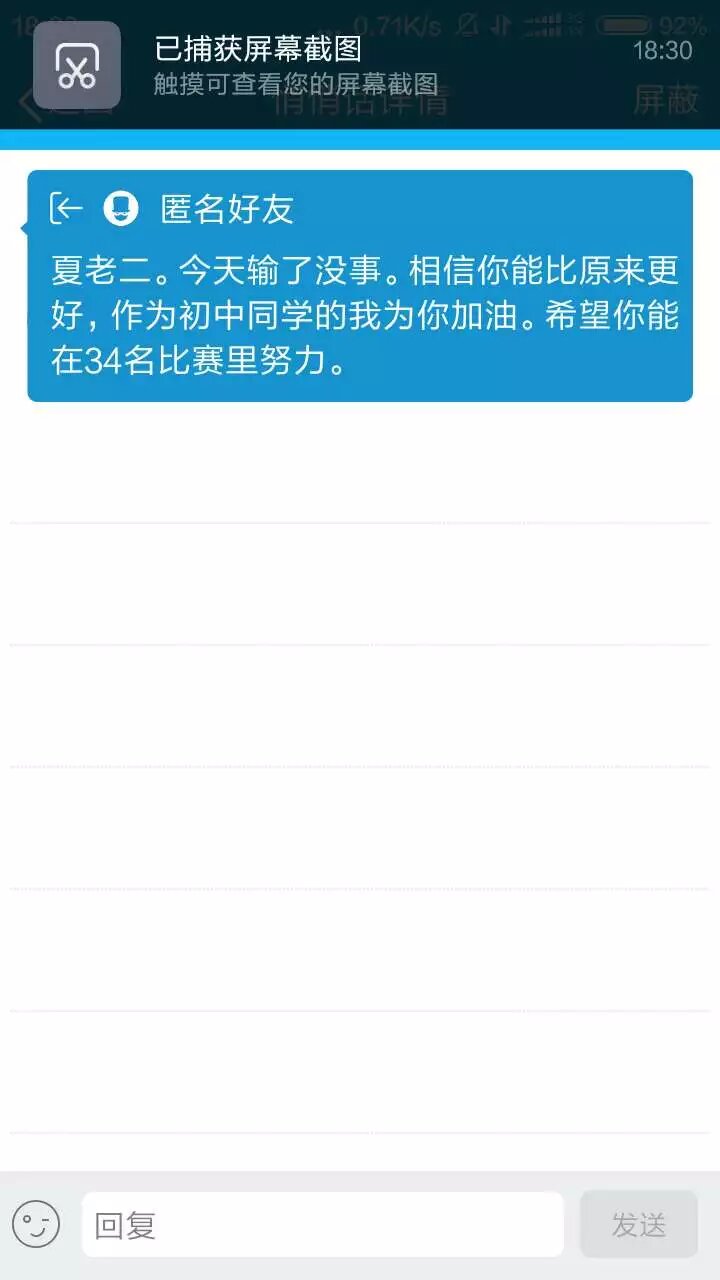 18:30
0.71K/s
92%
已捕获屏幕截图
触摸可查看您的屏幕截图
18:30
返回
悄悄话详情
屏蔽
匿名好友
夏老二。今天输了没事。相信你能比原来更
好，作为初中同学的我为你加油。希望你能
在34名比赛里努力。
回复
发送